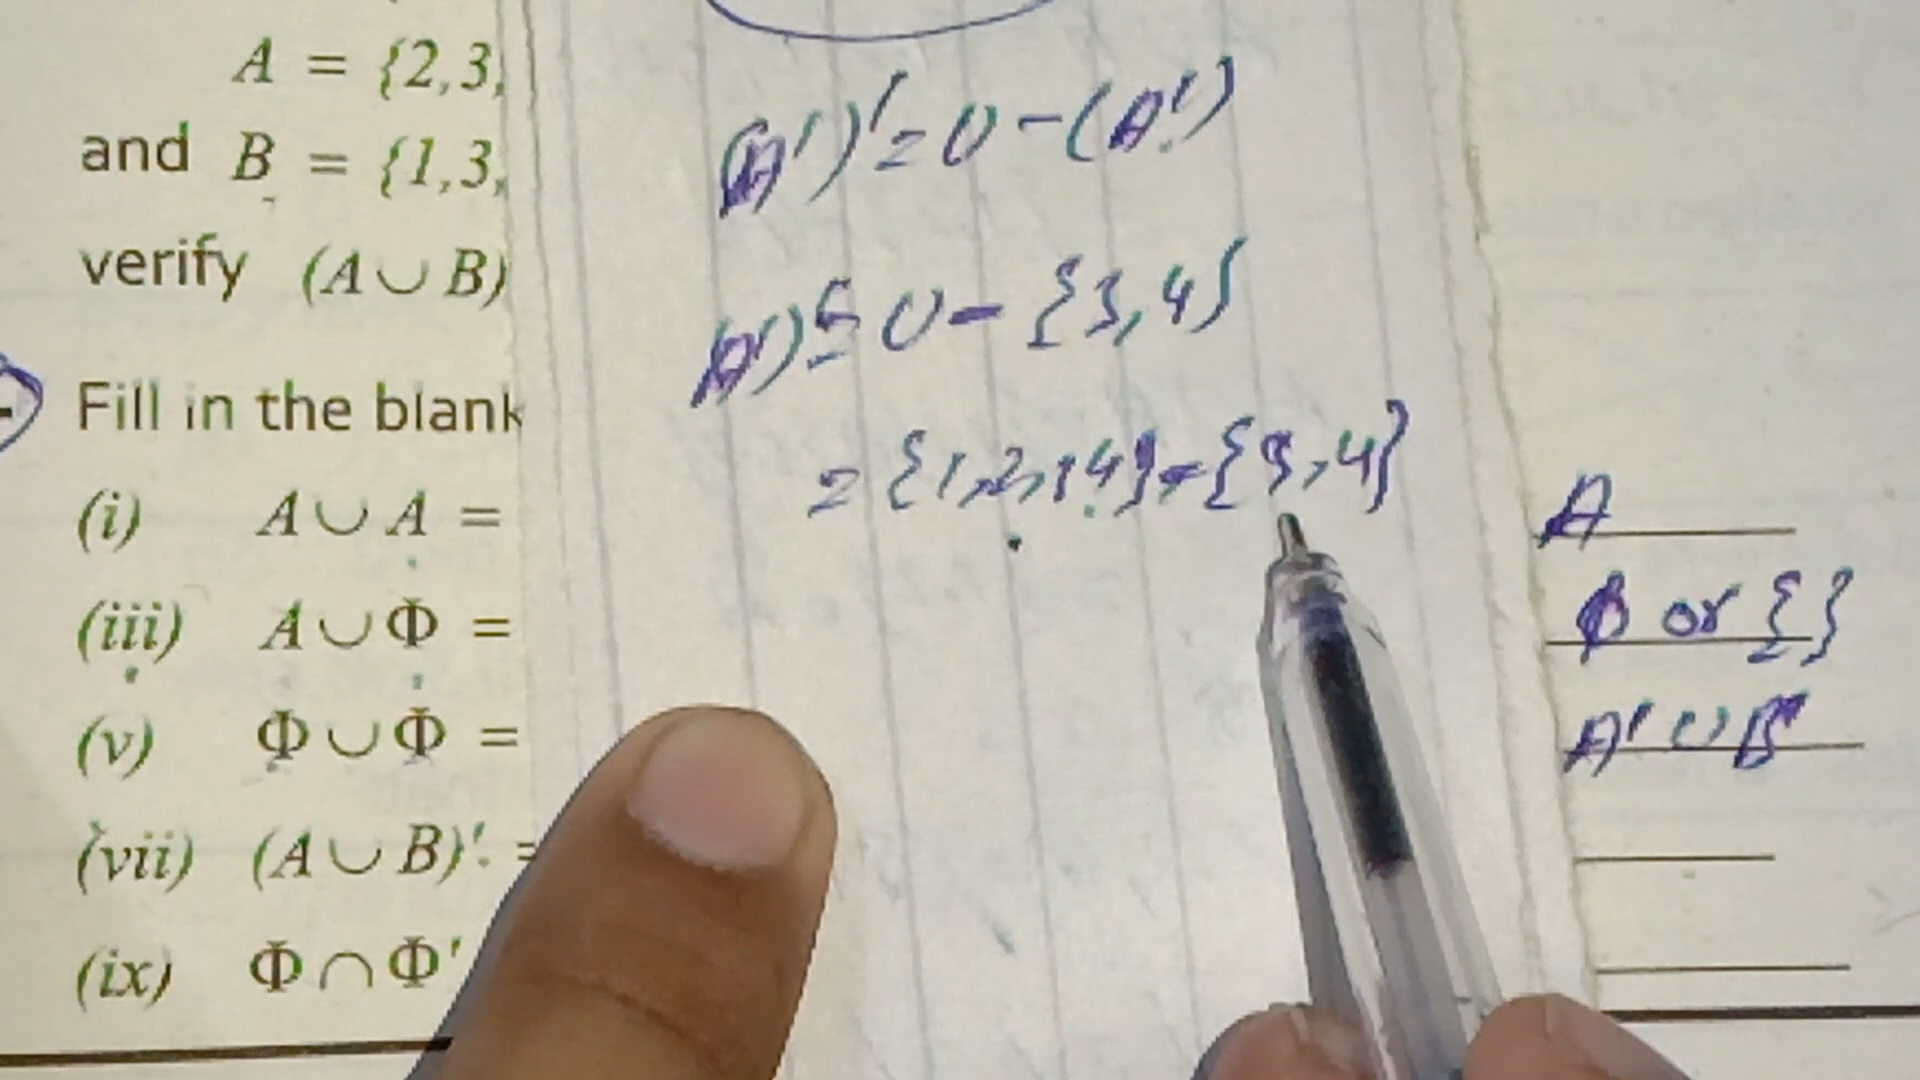 A = {2,3,
and B = {1,3,
verify (A ∪ B)
Fill in the blank
(i) A ∪ A =
(iii) A ∪ Φ =
(v) Φ ∪ Φ =
(vii) (A ∪ B)' =
(ix) Φ ∩ Φ'
(A')' = U - (A')
(A')' = U - {3,4}
= {1,2,3,4} - {3,4}
A
Φ or {}
A' ∪ B'